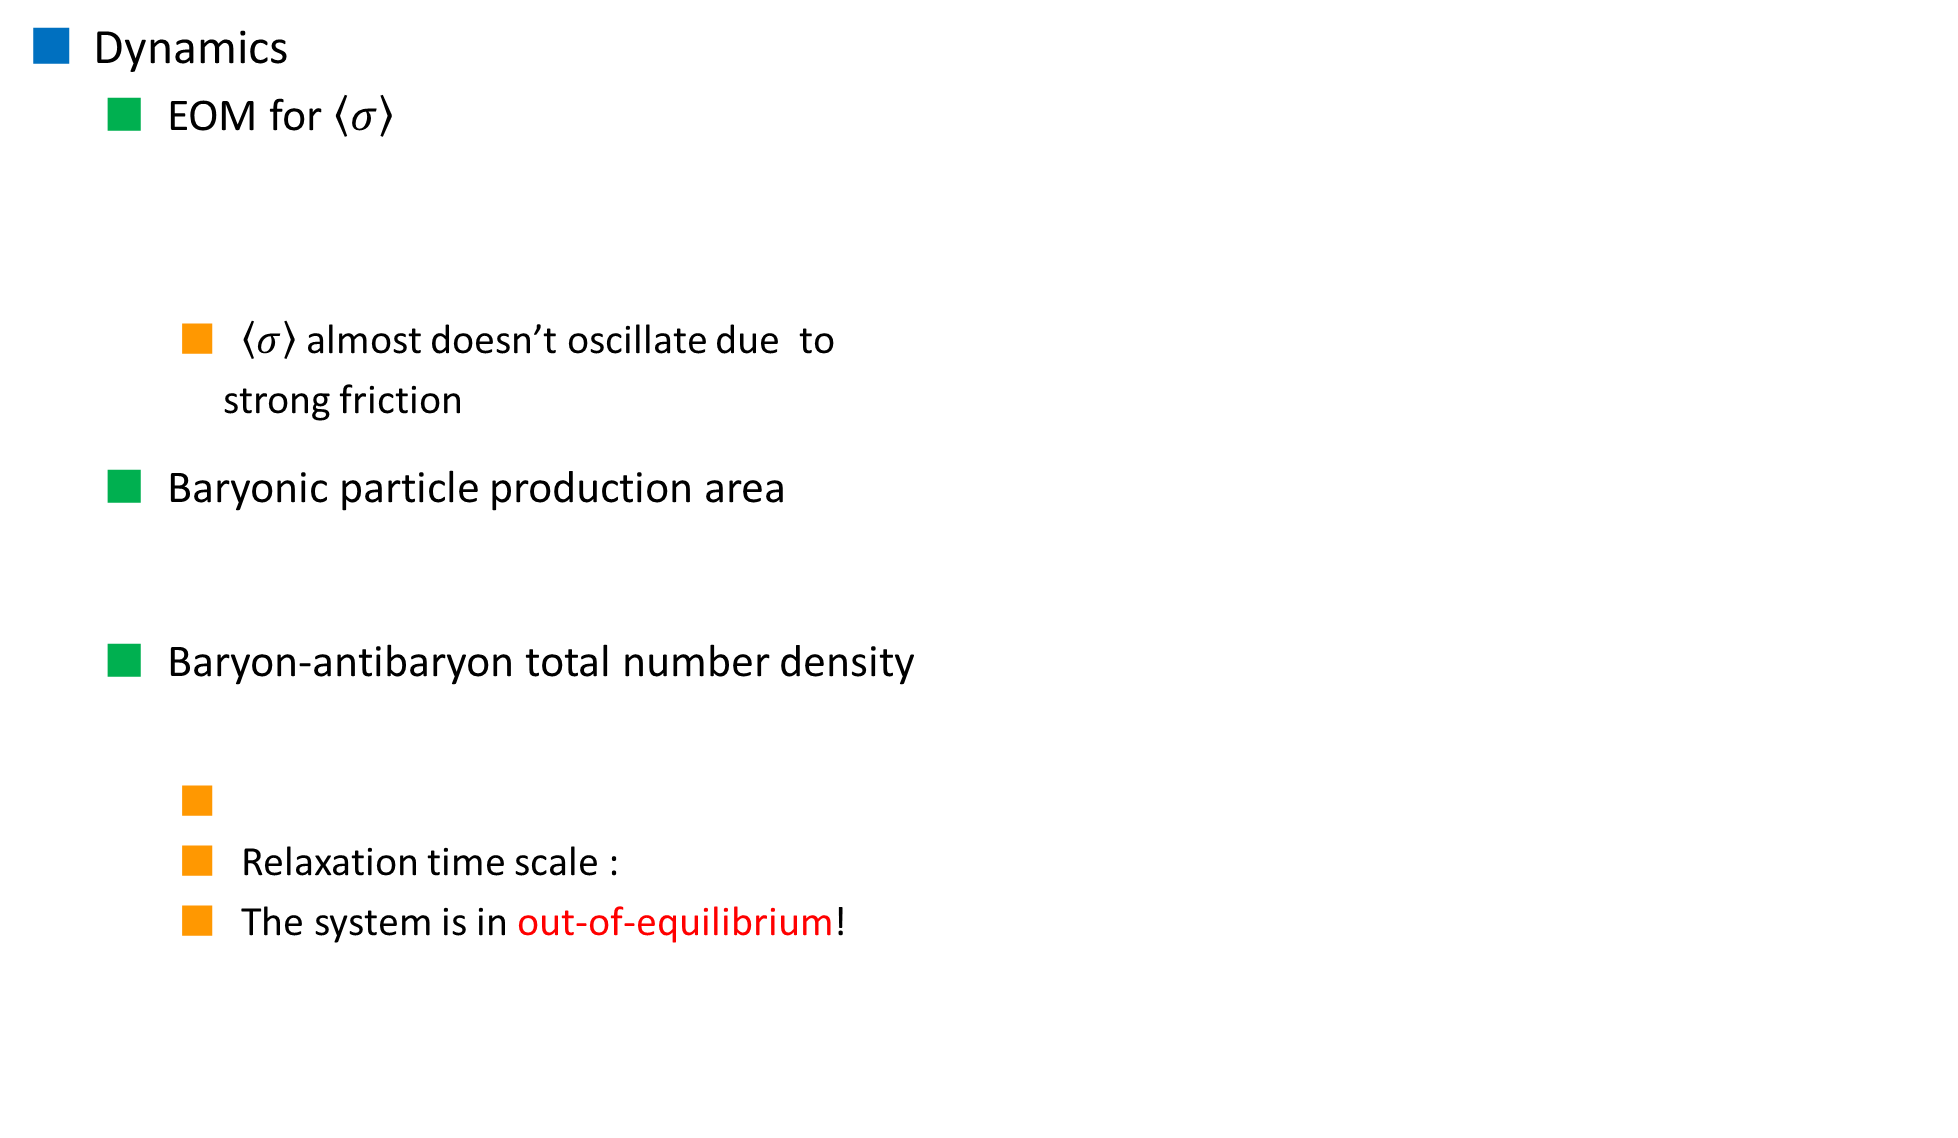 Dynamics
EOM for ⟨𝜎⟩
⟨𝜎⟩ almost doesn’t oscillate due  to
strong friction
Baryonic particle production area
Baryon-antibaryon total number density
Relaxation time scale :
The system is in out-of-equilibrium!